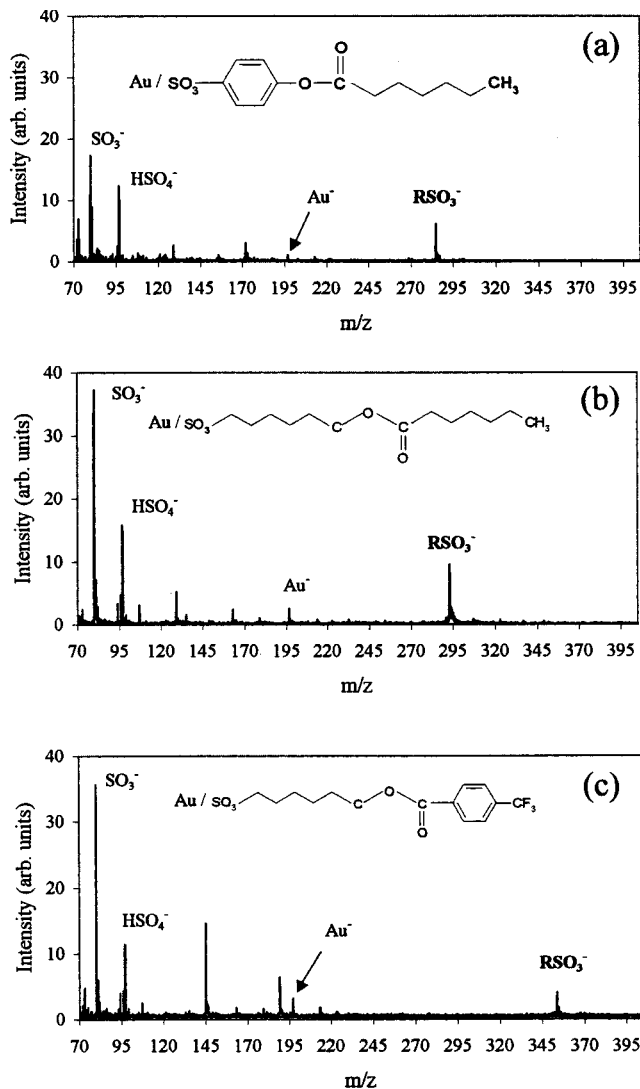 (a)
Intensity (arb. units)
40
30
20
10
0
Au / SO₃ O C O CH₃
SO₃⁻
HSO₄⁻
Au⁻
RSO₃⁻
70 95 120 145 170 195 220 245 270 295 320 345 370 395
m/z
(b)
Intensity (arb. units)
40
30
20
10
0
SO₃⁻
Au / SO₃ C O C O CH₃
HSO₄⁻
Au⁻
RSO₃⁻
70 95 120 145 170 195 220 245 270 295 320 345 370 395
m/z
(c)
Intensity (arb. units)
40
30
20
10
0
SO₃⁻
Au / SO₃ C O C O CF₃
HSO₄⁻
Au⁻
RSO₃⁻
70 95 120 145 170 195 220 245 270 295 320 345 370 395
m/z